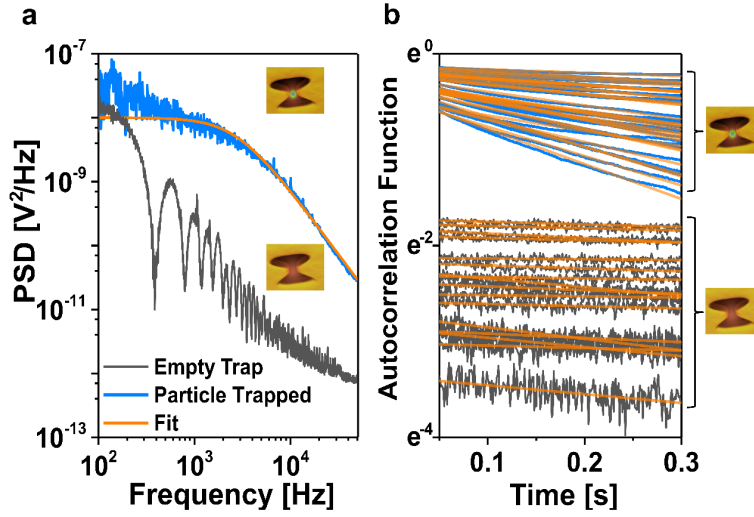 a
b
10^-7
10^-9
10^-11
10^-13
PSD [V^2/Hz]
Empty Trap
Particle Trapped
Fit
10^2
10^3
10^4
Frequency [Hz]
e^0
e^-2
e^-4
Autocorrelation Function
0.1
0.2
0.3
Time [s]